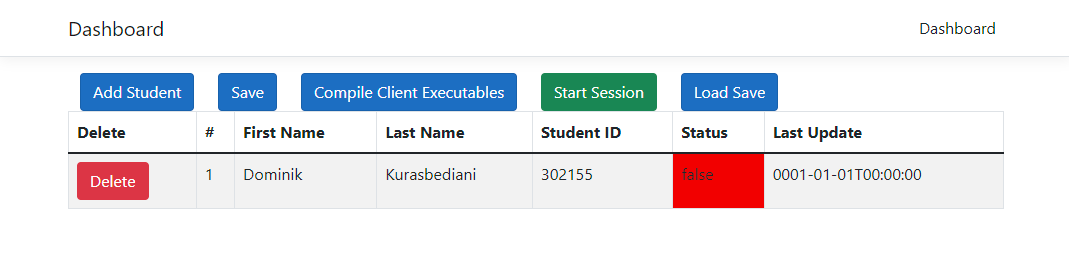 Dashboard Dashboard
Add Student Save Compile Client Executables Start Session Load Save
Delete # First Name Last Name Student ID Status Last Update
Delete 1 Dominik Kurasbediani 302155 false 0001-01-01T00:00:00